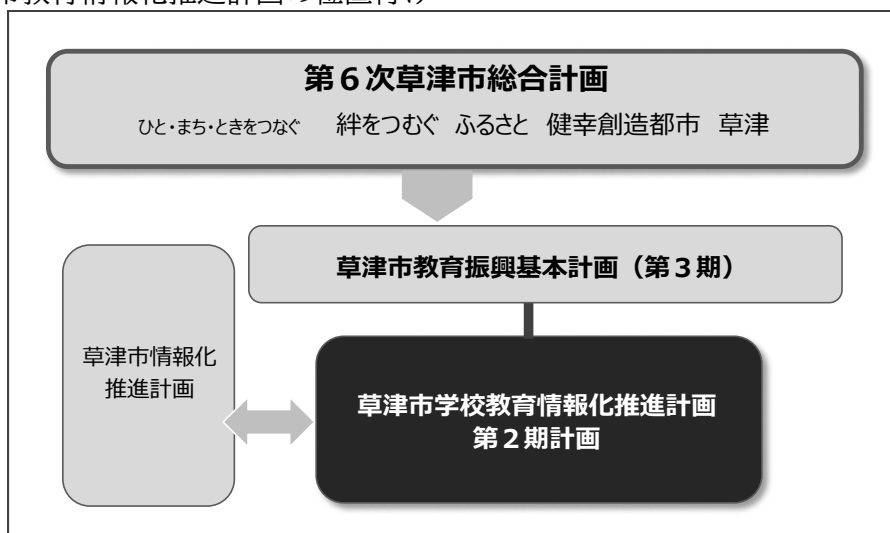 第６次草津市総合計画
ひと・まち・ときをつなぐ 絆をつむぐ ふるさと 健幸創造都市 草津
草津市教育振興基本計画（第３期）
草津市情報化
推進計画
草津市学校教育情報化推進計画
第２期計画